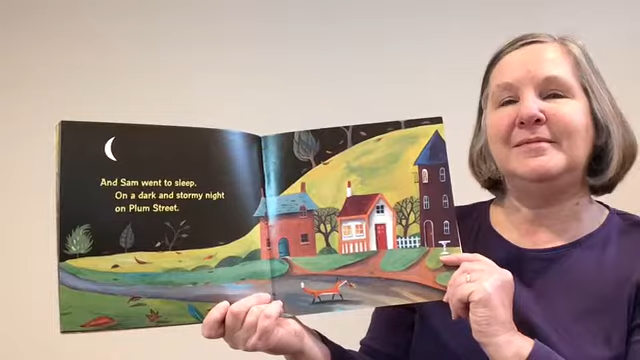 And Sam went to sleep.
On a dark and stormy night
on Plum Street.